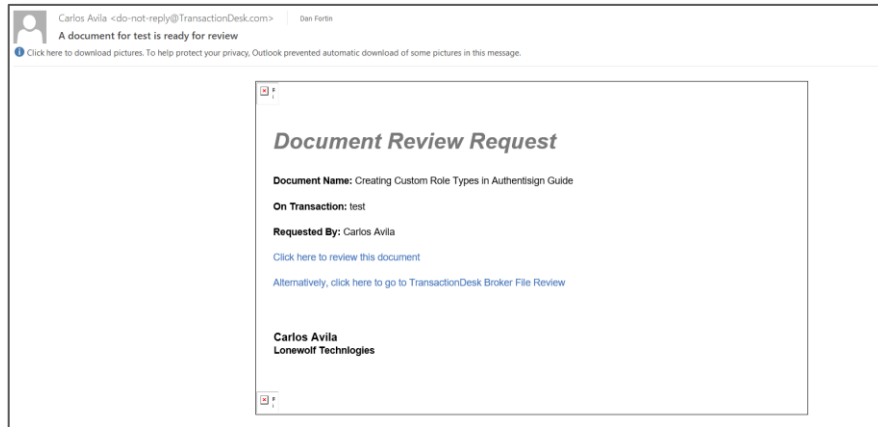 Carlos Avila <do-not-reply@TransactionDesk.com> Dan Fortin
A document for test is ready for review
Click here to download pictures. To help protect your privacy, Outlook prevented automatic download of some pictures in this message.
Document Review Request
Document Name: Creating Custom Role Types in Authentisign Guide
On Transaction: test
Requested By: Carlos Avila
Click here to review this document
Alternatively, click here to go to TransactionDesk Broker File Review
Carlos Avila
Lonewolf Technlogies